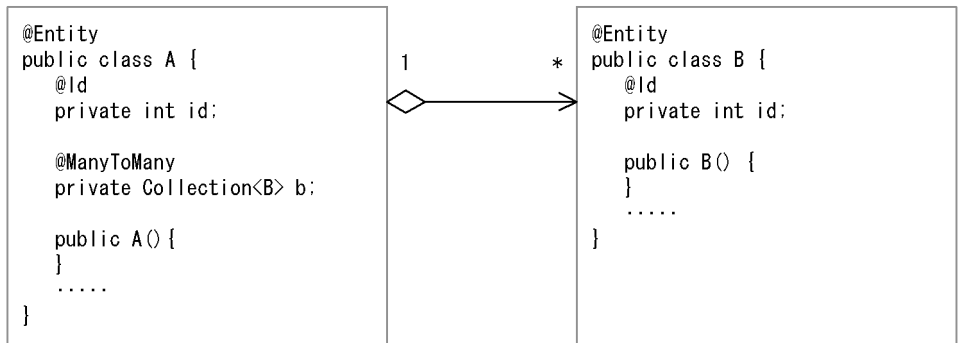 @Entity
public class A {
@Id
private int id;
@ManyToMany
private Collection<B> b;
public A(){
}
.....
}
1
*
@Entity
public class B {
@Id
private int id;
public B() {
}
.....
}